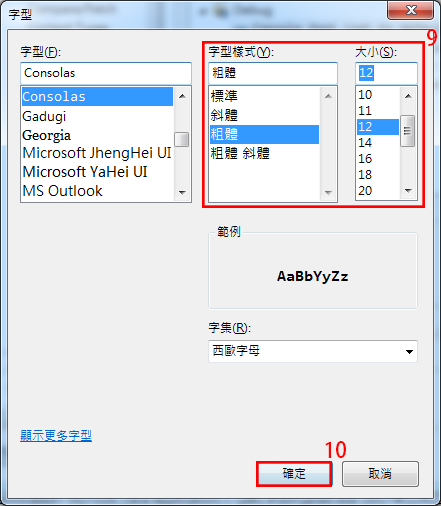 字型
9
字型(F):
字型樣式(Y):
大小(S):
Consolas
粗體
12
Consolas
Gadugi
Georgia
Microsoft JhengHei UI
Microsoft YaHei UI
MS Outlook
標準
斜體
粗體
粗體 斜體
10
11
12
14
16
18
20
範例
AaBbYyZz
字集(R):
西歐字母
顯示更多字型
10
確定
取消